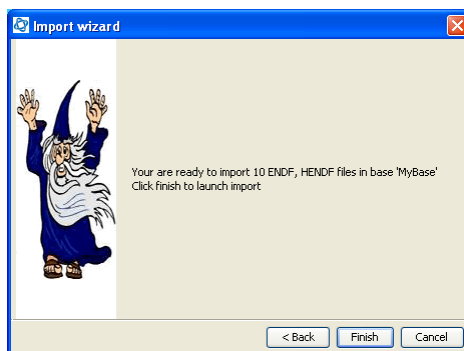 Import wizard
Your are ready to import 10 ENDF, HENDF files in base 'MyBase'
Click finish to launch import
< Back Finish Cancel